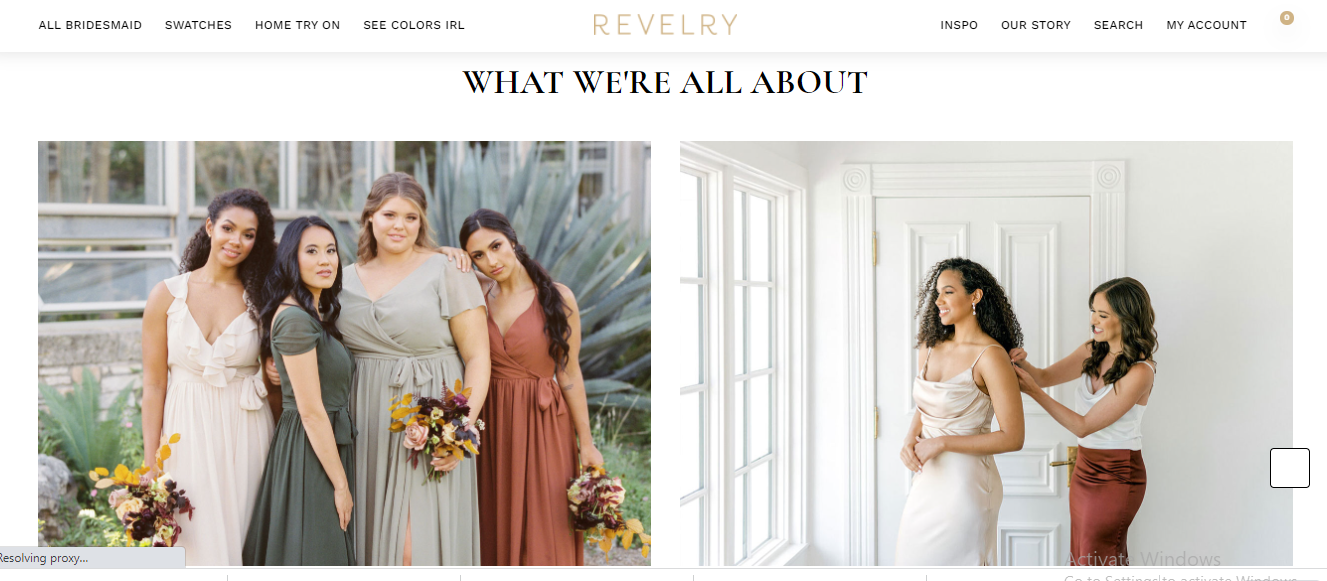 ALL BRIDESMAID SWATCHES HOME TRY ON SEE COLORS IRL REVELRY INSPO OUR STORY SEARCH MY ACCOUNT 0
WHAT WE'RE ALL ABOUT
Resolving proxy...
Activate Windows
Go to Settings to activate Windows.